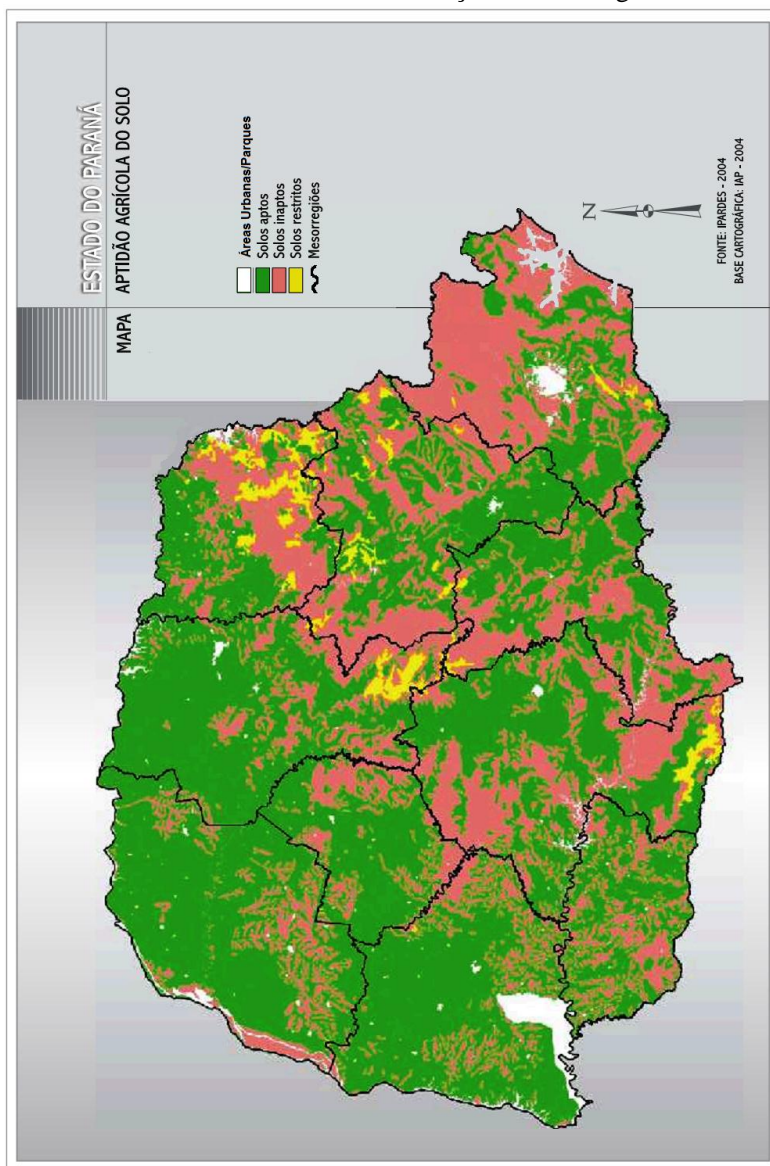 ESTADO DO PARANÁ
MAPA APTIDÃO AGRÍCOLA DO SOLO
Áreas Urbanas/Parques
Solos aptos
Solos inaptos
Solos restritos
Mesorregiões
N
FONTE: IPARDES - 2004
BASE CARTOGRÁFICA: IAP - 2004